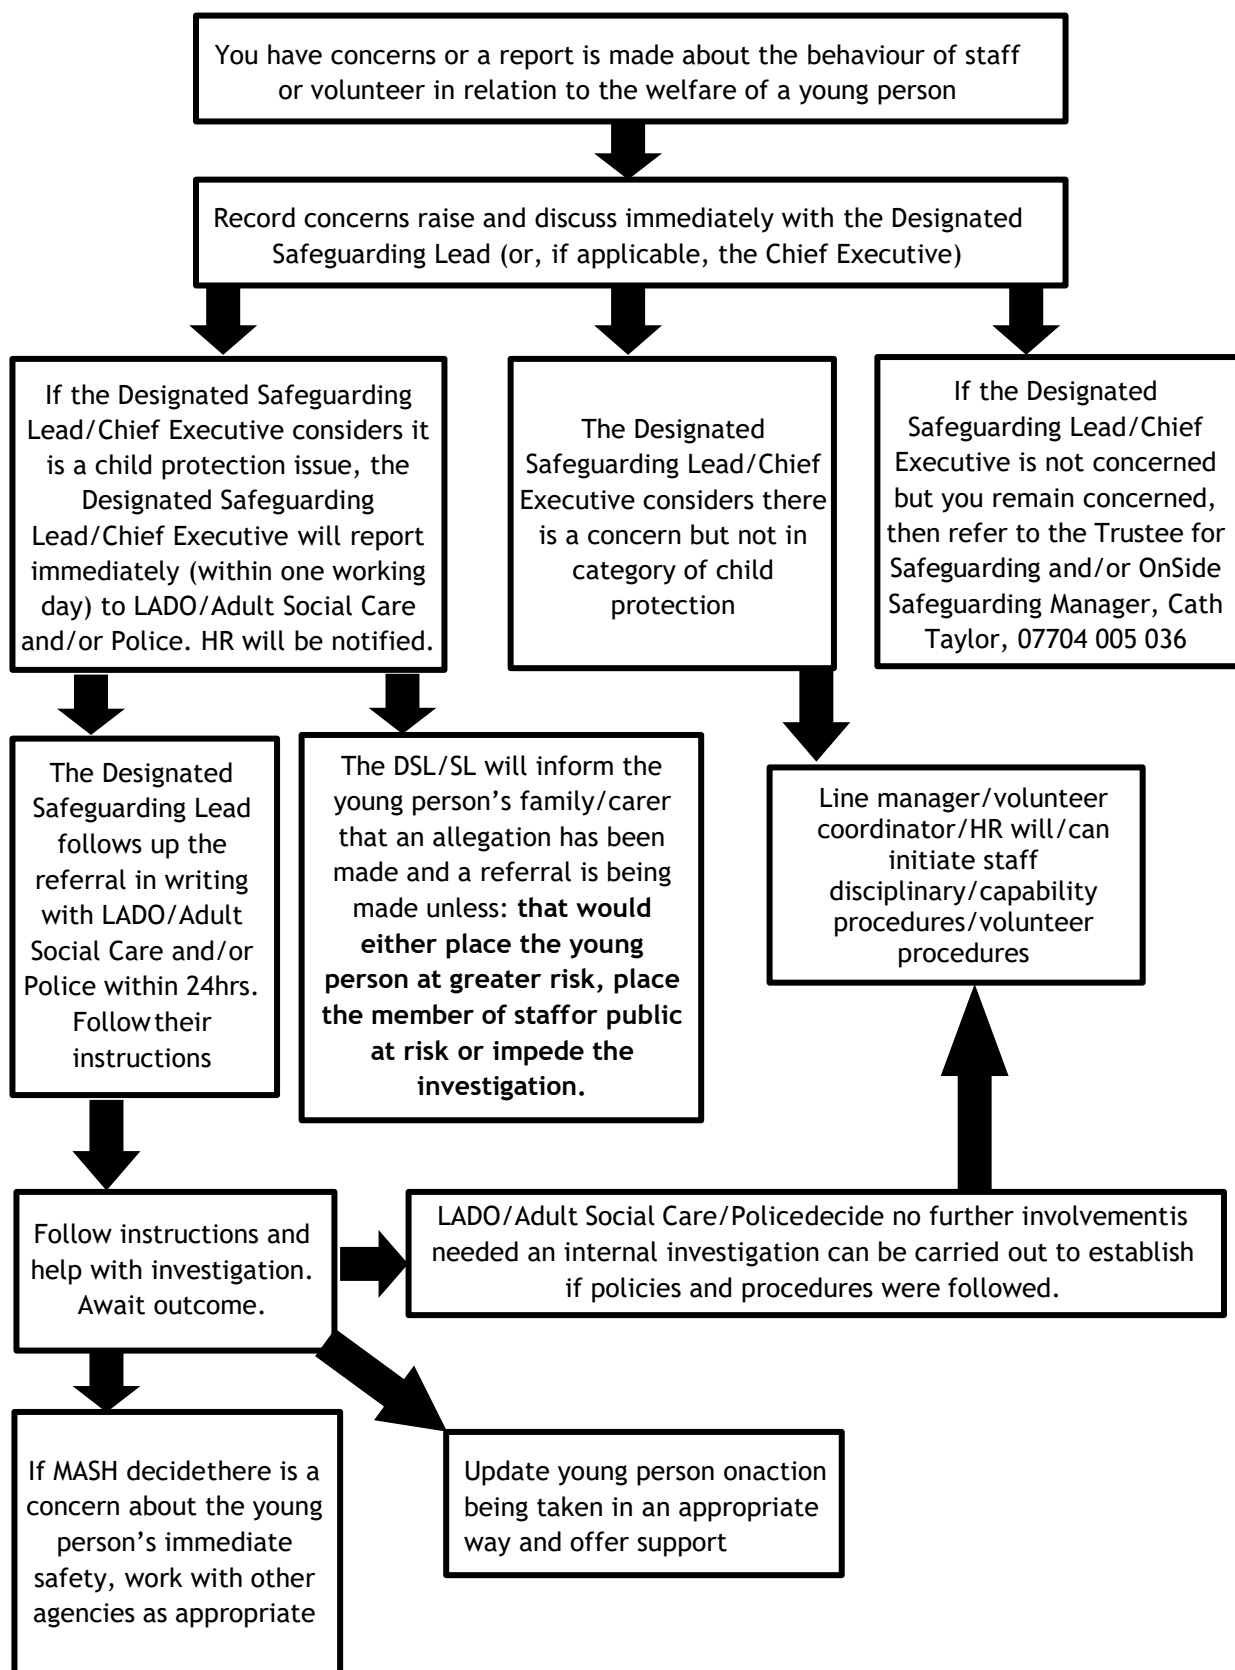 You have concerns or a report is made about the behaviour of staff
or volunteer in relation to the welfare of a young person
Record concerns raise and discuss immediately with the Designated
Safeguarding Lead (or, if applicable, the Chief Executive)
If the Designated Safeguarding
Lead/Chief Executive considers it
is a child protection issue, the
Designated Safeguarding
Lead/Chief Executive will report
immediately (within one working
day) to LADO/Adult Social Care
and/or Police. HR will be notified.
The Designated
Safeguarding Lead/Chief
Executive considers there
is a concern but not in
category of child
protection
If the Designated
Safeguarding Lead/Chief
Executive is not concerned
but you remain concerned,
then refer to the Trustee for
Safeguarding and/or OnSide
Safeguarding Manager, Cath
Taylor, 07704 005 036
The Designated
Safeguarding Lead
follows up the
referral in writing
with LADO/Adult
Social Care and/or
Police within 24hrs.
Follow their
instructions
The DSL/SL will inform the
young person's family/carer
that an allegation has been
made and a referral is being
made unless: that would
either place the young
person at greater risk, place
the member of staffor public
at risk or impede the
investigation.
Line manager/volunteer
coordinator/HR will/can
initiate staff
disciplinary/capability
procedures/volunteer
procedures
Follow instructions and
help with investigation.
Await outcome.
LADO/Adult Social Care/Policedecide no further involvementis
needed an internal investigation can be carried out to establish
if policies and procedures were followed.
If MASH decidethere is a
concern about the young
person's immediate
safety, work with other
agencies as appropriate
Update young person onaction
being taken in an appropriate
way and offer support